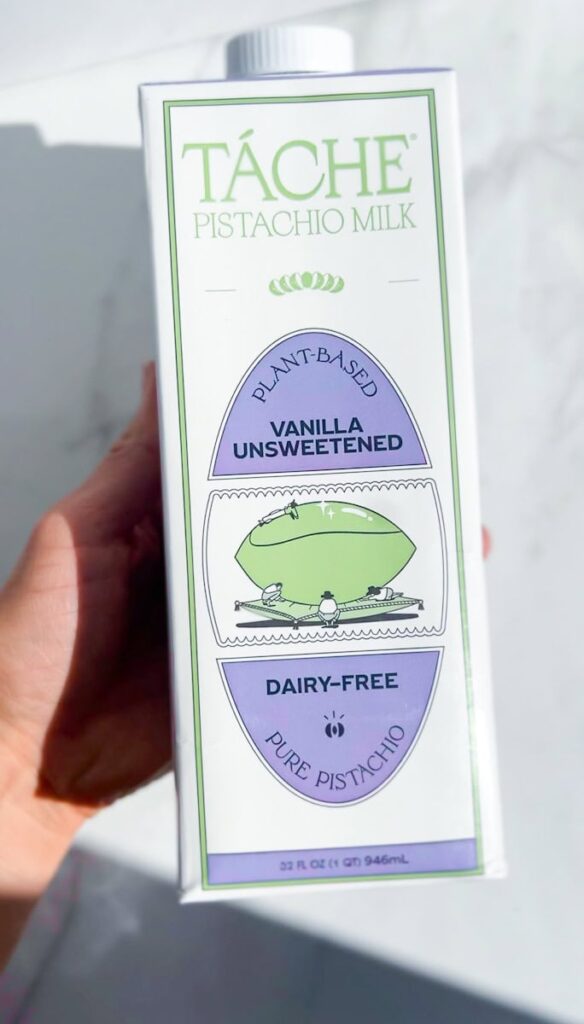 TÁCHE®
PISTACHIO MILK
PLANT-BASED
VANILLA
UNSWEETENED
DAIRY-FREE
PURE PISTACHIO
32 FL OZ (1 QT) 946mL